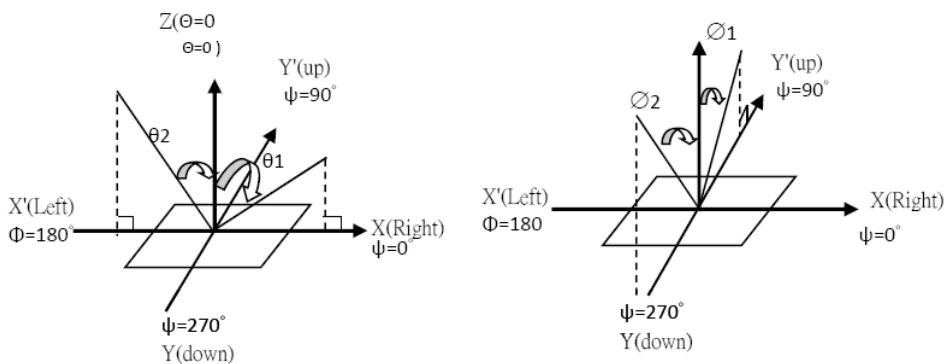 Z(Θ=0
Θ=0 )
Y'(up)
ψ=90°
θ2
θ1
X'(Left)
Φ=180°
X(Right)
ψ=0°
ψ=270°
Y(down)
∅1
Y'(up)
ψ=90°
∅2
X'(Left)
Φ=180
X(Right)
ψ=0°
ψ=270°
Y(down)